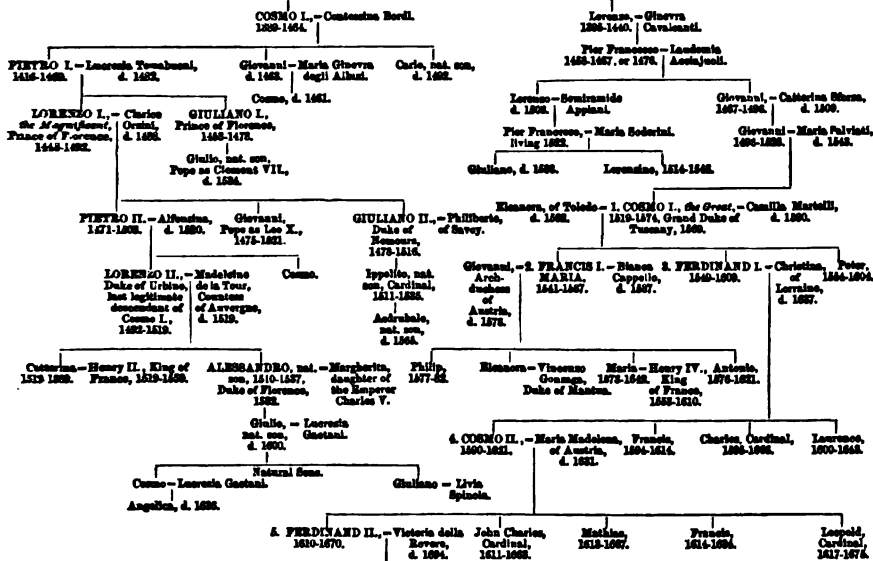 COSMO I.,=Contessina Bardi.
1389-1464.
Lorenzo,=Ginevra
1395-1440. Cavalcanti.
Pier Francesco=Laudomia
or 1476. Acciajuoli.
PIETRO I.=Lucrezia Tornabuoni,
1416-1469. d. 1482.
Giovanni=Maria Ginevra
d. 1463. degli Albizi.
Carlo, nat. son,
d. 1492.
Cosmo, d. 1461.
LORENZO I.,=Clarice
the Magnificent, Orsini,
Prince of Florence, d. 1488.
1448-1492.
GIULIANO I.,
Prince of Florence,
1453-1478.
Giulio, nat. son,
Pope as Clement VII.,
d. 1534.
Lorenzo=Semiramide
d. 1503. Appiani.
Giovanni,=Catterina Sforza,
1467-1498. d. 1509.
Pier Francesco,=Maria Soderini.
living 1522.
Giovanni=Maria Salviati,
d. 1543.
Giuliano, d. 1588.
Lorenzino, 1514-1548.
PIETRO II.=Alfonsina,
1471-1503. d. 1520.
Giovanni,
Pope as Leo X.,
1475-1521.
GIULIANO II.,=Philiberte,
Duke of of Savoy.
Nemours,
1478-1516.
Eleanora, of Toledo=1. COSMO I., the Great,=Camilla Martelli,
d. 1562. 1519-1574, Grand Duke of d. 1590.
Tuscany, 1569.
LORENZO II.,=Madeleine
Duke of Urbino, de la Tour,
last legitimate Countess
descendant of of Auvergne,
Cosmo I., d. 1519.
1492-1519.
Cosmo.
Ippolito, nat.
son, Cardinal,
1511-1535.
Asdrubale,
nat. son,
d. 1565.
Giovanni,=2. FRANCIS I.=Bianca
Arch- MARIA, Cappello,
duchess 1541-1587. d. 1587.
of
Austria,
d. 1578.
3. FERDINAND I.=Christina,
1549-1609. of
Lorraine,
d. 1637.
Peter,
1554-1604.
Catterina=Henry II., King of
1519-1589. France, 1519-1559.
ALESSANDRO, nat.=Margherita,
son, 1510-1537, daughter of
Duke of Florence, the Emperor
1532. Charles V.
Philip,
1577-82.
Eleanora=Vincenzo
Gonzaga,
Duke of Mantua.
Maria=Henry IV.,
1573-1642. King
of France,
1553-1610.
Antonio,
1576-1621.
Giulio,=Lucrezia
nat. son, Gaetani.
d. 1600.
4. COSMO II.,=Maria Madelena,
1590-1621. of Austria,
d. 1631.
Francis,
1594-1614.
Charles, Cardinal,
1595-1666.
Laurence,
1600-1648.
Natural Sons.
Cosmo=Lucrezia Gaetani.
Giuliano=Livia
Spinola.
Angelica, d. 1636.
5. FERDINAND II.,=Victoria della
1610-1670. Rovere,
d. 1694.
John Charles,
Cardinal,
1611-1663.
Mathias,
1613-1667.
Francis,
1614-1634.
Leopold,
Cardinal,
1617-1675.